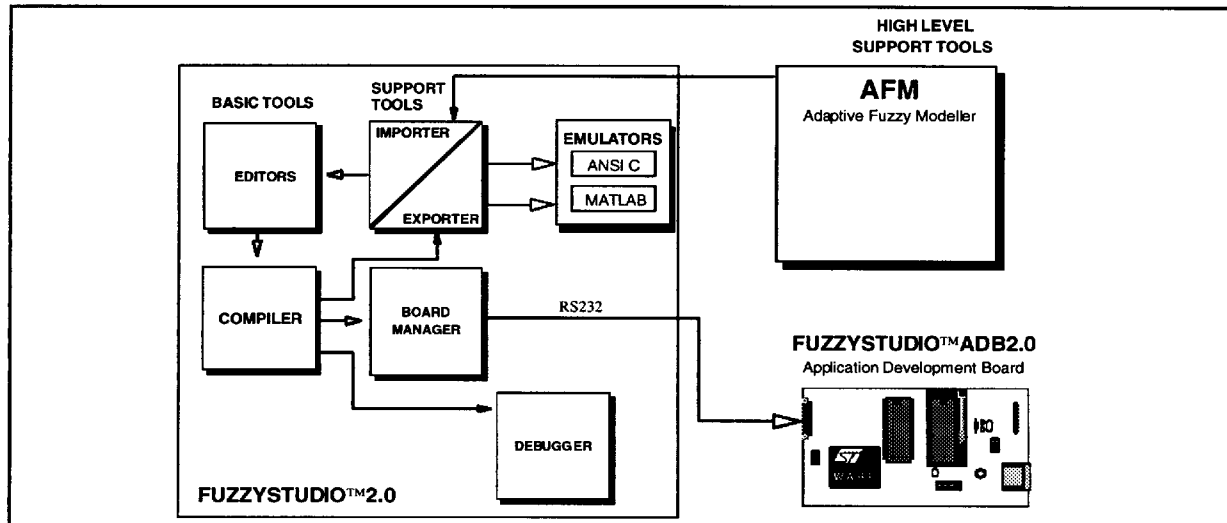 HIGH LEVEL
SUPPORT TOOLS
AFM
Adaptive Fuzzy Modeller
BASIC TOOLS
SUPPORT
TOOLS
IMPORTER
EXPORTER
EMULATORS
ANSI C
MATLAB
EDITORS
COMPILER
BOARD
MANAGER
RS232
DEBUGGER
FUZZYSTUDIO™2.0
FUZZYSTUDIO™ADB2.0
Application Development Board
ST